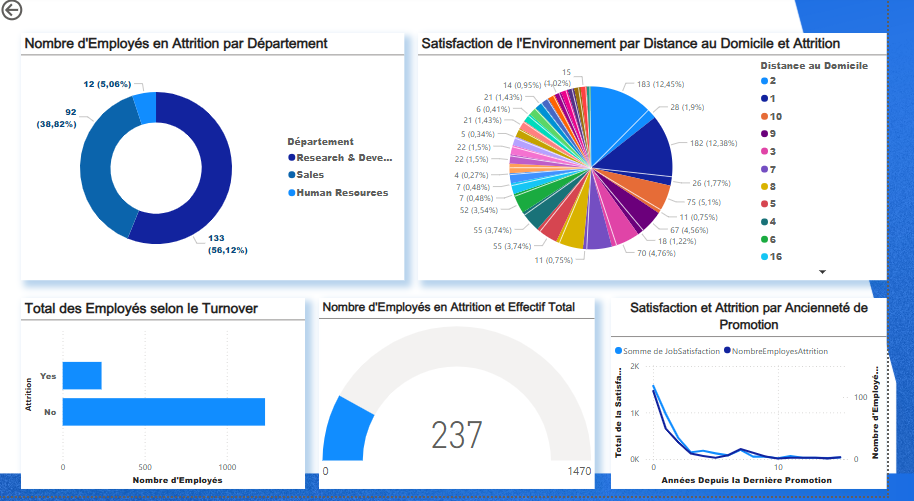 Nombre d'Employés en Attrition par Département
12 (5,06%)
92
(38,82%)
133
(56,12%)
Département
Research & Deve...
Sales
Human Resources
Satisfaction de l'Environnement par Distance au Domicile et Attrition
183 (12,45%)
28 (1,9%)
182 (12,38%)
26 (1,77%)
75 (5,1%)
11 (0,75%)
67 (4,56%)
18 (1,22%)
70 (4,76%)
11 (0,75%)
55 (3,74%)
55 (3,74%)
52 (3,54%)
7 (0,48%)
7 (0,48%)
4 (0,27%)
22 (1,5%)
22 (1,5%)
5 (0,34%)
21 (1,43%)
6 (0,41%)
21 (1,43%)
14 (0,95%)
15
(1,02%)
Distance au Domicile
2
1
10
9
3
7
8
5
4
6
16
Total des Employés selon le Turnover
Attrition
Yes
No
0 500 1000
Nombre d'Employés
Nombre d'Employés en Attrition et Effectif Total
237
0 1470
Satisfaction et Attrition par Ancienneté de
Promotion
Somme de JobSatisfaction NombreEmployesAttrition
Total de la Satisfa...
2K
1K
0K
100
0
Nombre d'Employé...
0 10
Années Depuis la Dernière Promotion